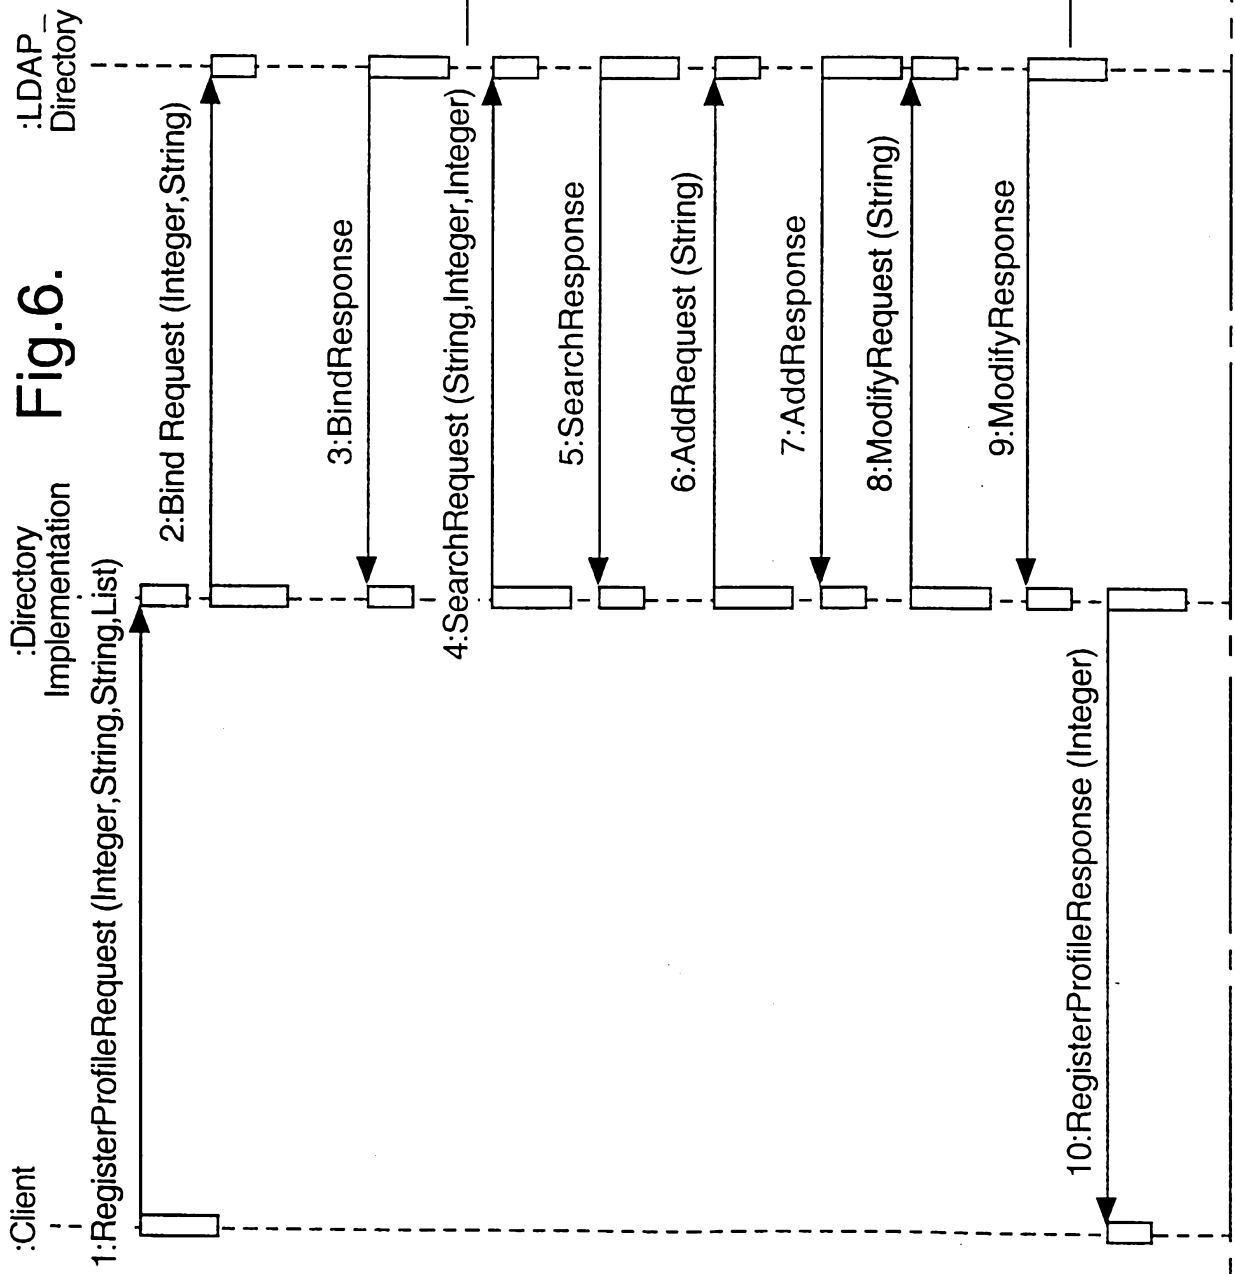 Fig.6.
:Client
:Directory
Implementation
:LDAP_
Directory
1:RegisterProfileRequest (Integer,String,String,List)
2:Bind Request (Integer,String)
3:BindResponse
4:SearchRequest (String,Integer,Integer)
5:SearchResponse
6:AddRequest (String)
7:AddResponse
8:ModifyRequest (String)
9:ModifyResponse
10:RegisterProfileResponse (Integer)